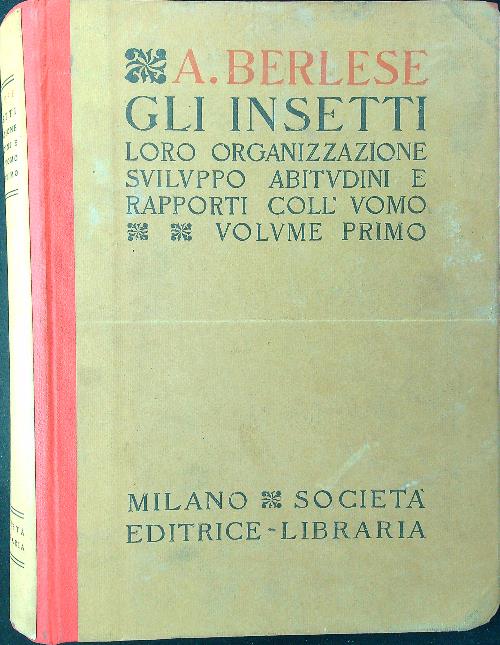 A. BERLESE
GLI INSETTI
LORO ORGANIZZAZIONE
SVILVPPO ABITVDINI E
RAPPORTI COLL' VOMO
VOLVME PRIMO
MILANO SOCIETÀ
EDITRICE-LIBRARIA